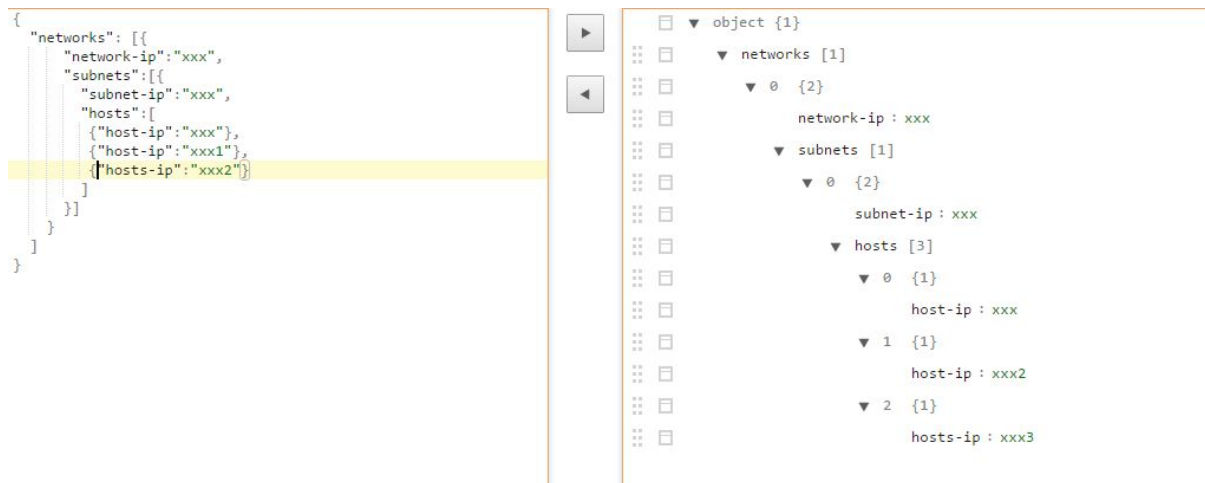 {
"networks": [{
"network-ip":"xxx",
"subnets":[{
"subnet-ip":"xxx",
"hosts":[
{"host-ip":"xxx"},
{"host-ip":"xxx1"},
{"hosts-ip":"xxx2"}
]
}]
}
]
}
object {1}
networks [1]
0 {2}
network-ip : xxx
subnets [1]
0 {2}
subnet-ip : xxx
hosts [3]
0 {1}
host-ip : xxx
1 {1}
host-ip : xxx2
2 {1}
hosts-ip : xxx3